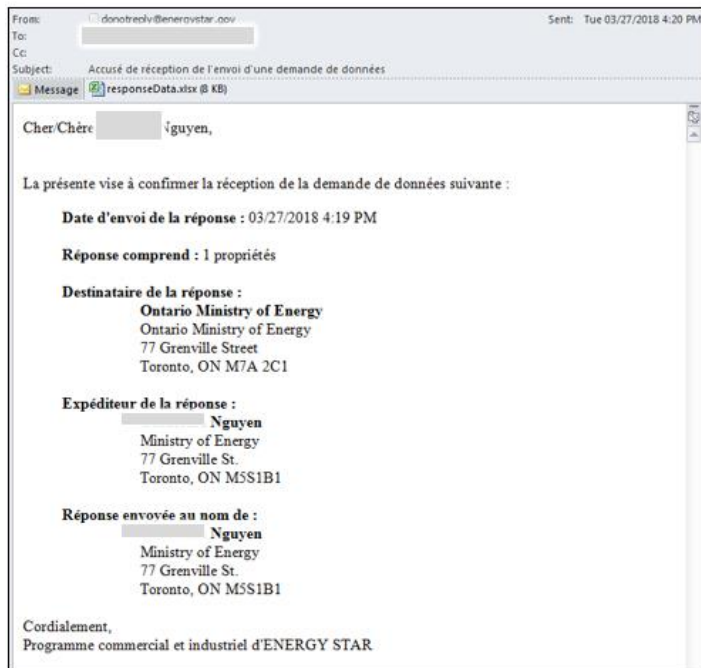 From: donotreply@energystar.gov Sent: Tue 03/27/2018 4:20 PM
To:
Cc:
Subject: Accusé de réception de l'envoi d'une demande de données
Message responseData.xlsx (8 KB)
Cher/Chère Nguyen,
La présente vise à confirmer la réception de la demande de données suivante :
Date d'envoi de la réponse : 03/27/2018 4:19 PM
Réponse comprend : 1 propriétés
Destinataire de la réponse :
Ontario Ministry of Energy
Ontario Ministry of Energy
77 Grenville Street
Toronto, ON M7A 2C1
Expéditeur de la réponse :
Nguyen
Ministry of Energy
77 Grenville St.
Toronto, ON M5S1B1
Réponse envoyée au nom de :
Nguyen
Ministry of Energy
77 Grenville St.
Toronto, ON M5S1B1
Cordialement,
Programme commercial et industriel d'ENERGY STAR